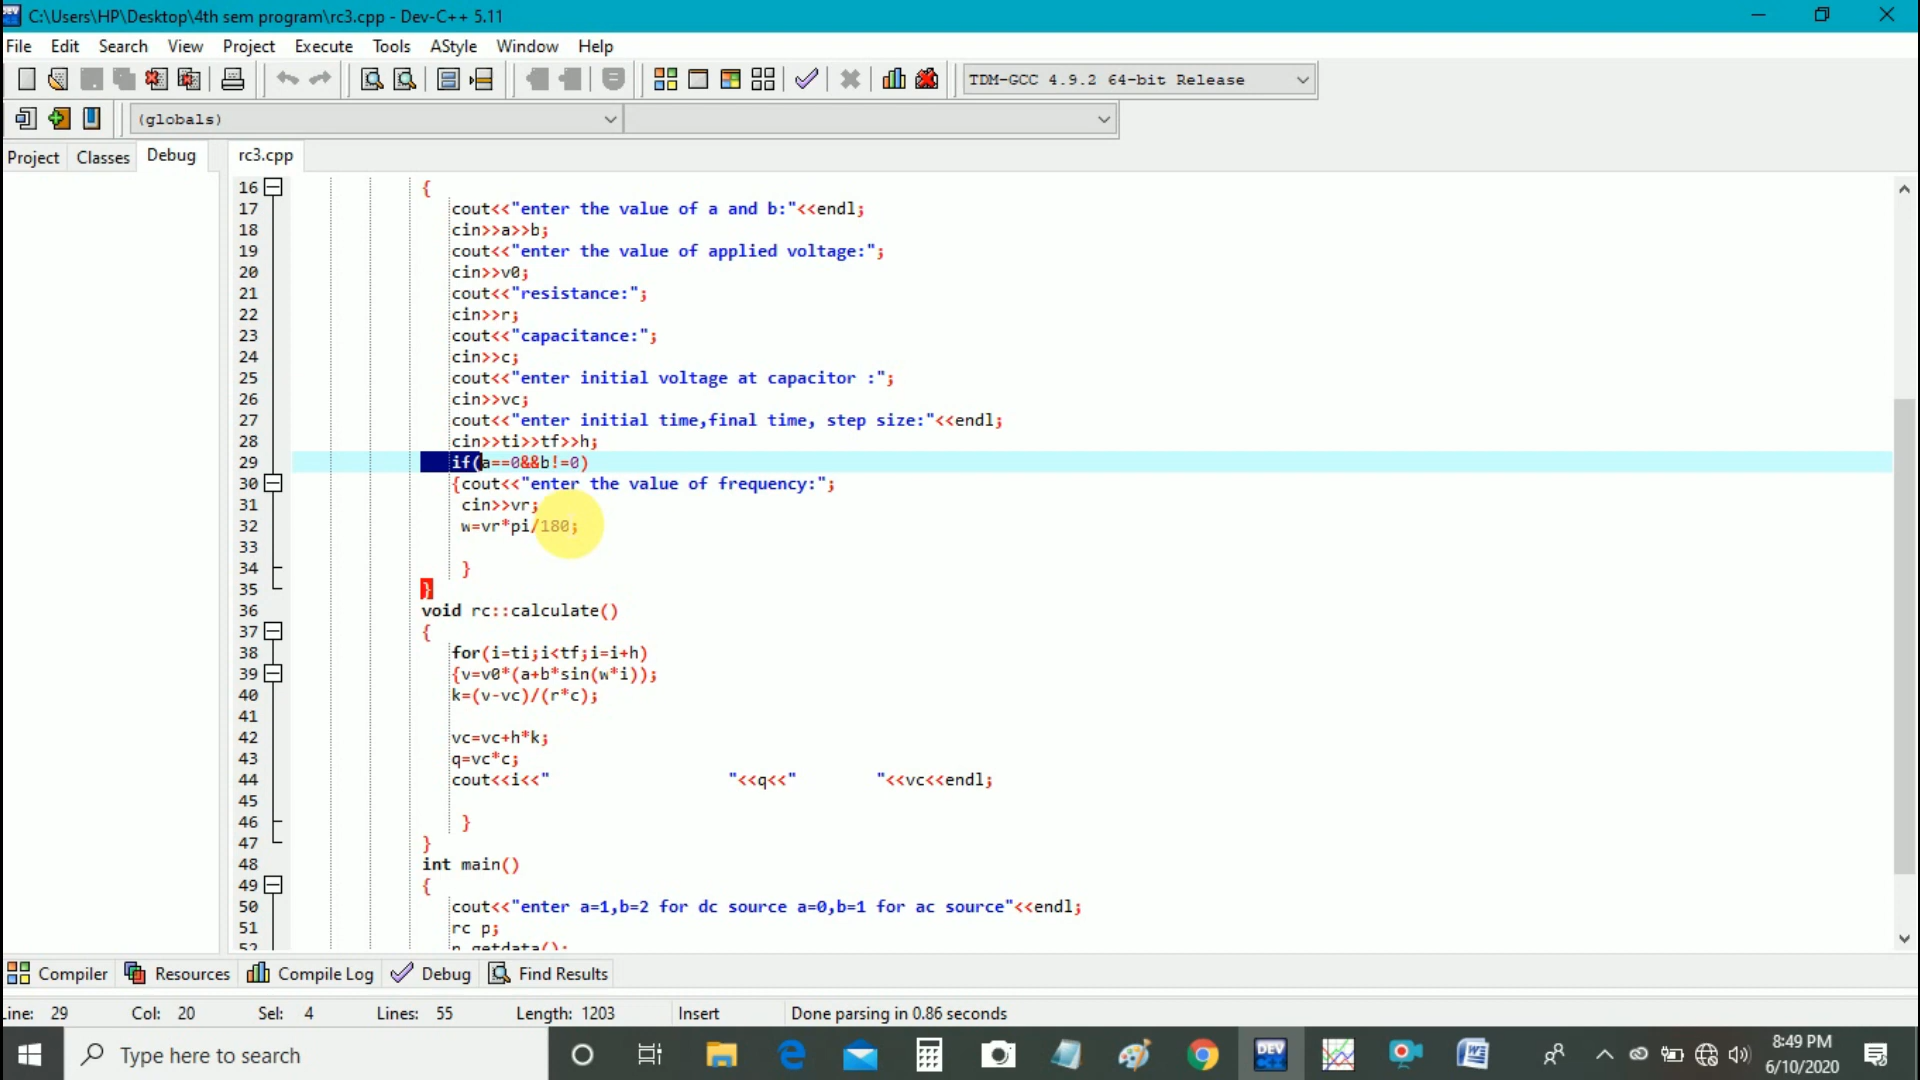 C:\Users\HP\Desktop\4th sem program\rc3.cpp - Dev-C++ 5.11
File Edit Search View Project Execute Tools AStyle Window Help
TDM-GCC 4.9.2 64-bit Release
(globals)
Project Classes Debug rc3.cpp
16 {
17 cout<<"enter the value of a and b:"<<endl;
18 cin>>a>>b;
19 cout<<"enter the value of applied voltage:";
20 cin>>v0;
21 cout<<"resistance:";
22 cin>>r;
23 cout<<"capacitance:";
24 cin>>c;
25 cout<<"enter initial voltage at capacitor :";
26 cin>>vc;
27 cout<<"enter initial time,final time, step size:"<<endl;
28 cin>>ti>>tf>>h;
29 if(a==0&&b!=0)
30 {cout<<"enter the value of frequency:";
31 cin>>vr;
32 w=vr*pi/180;
33
34 }
35 }
36 void rc::calculate()
37 {
38 for(i=ti;i<tf;i=i+h)
39 {v=v0*(a+b*sin(w*i));
40 k=(v-vc)/(r*c);
41
42 vc=vc+h*k;
43 q=vc*c;
44 cout<<i<<" "<<q<<" "<<vc<<endl;
45
46 }
47 }
48 int main()
49 {
50 cout<<"enter a=1,b=2 for dc source a=0,b=1 for ac source"<<endl;
51 rc p;
52 p.getdata();
Compiler Resources Compile Log Debug Find Results
Line: 29 Col: 20 Sel: 4 Lines: 55 Length: 1203 Insert Done parsing in 0.86 seconds
Type here to search
DEV
8:49 PM
6/10/2020